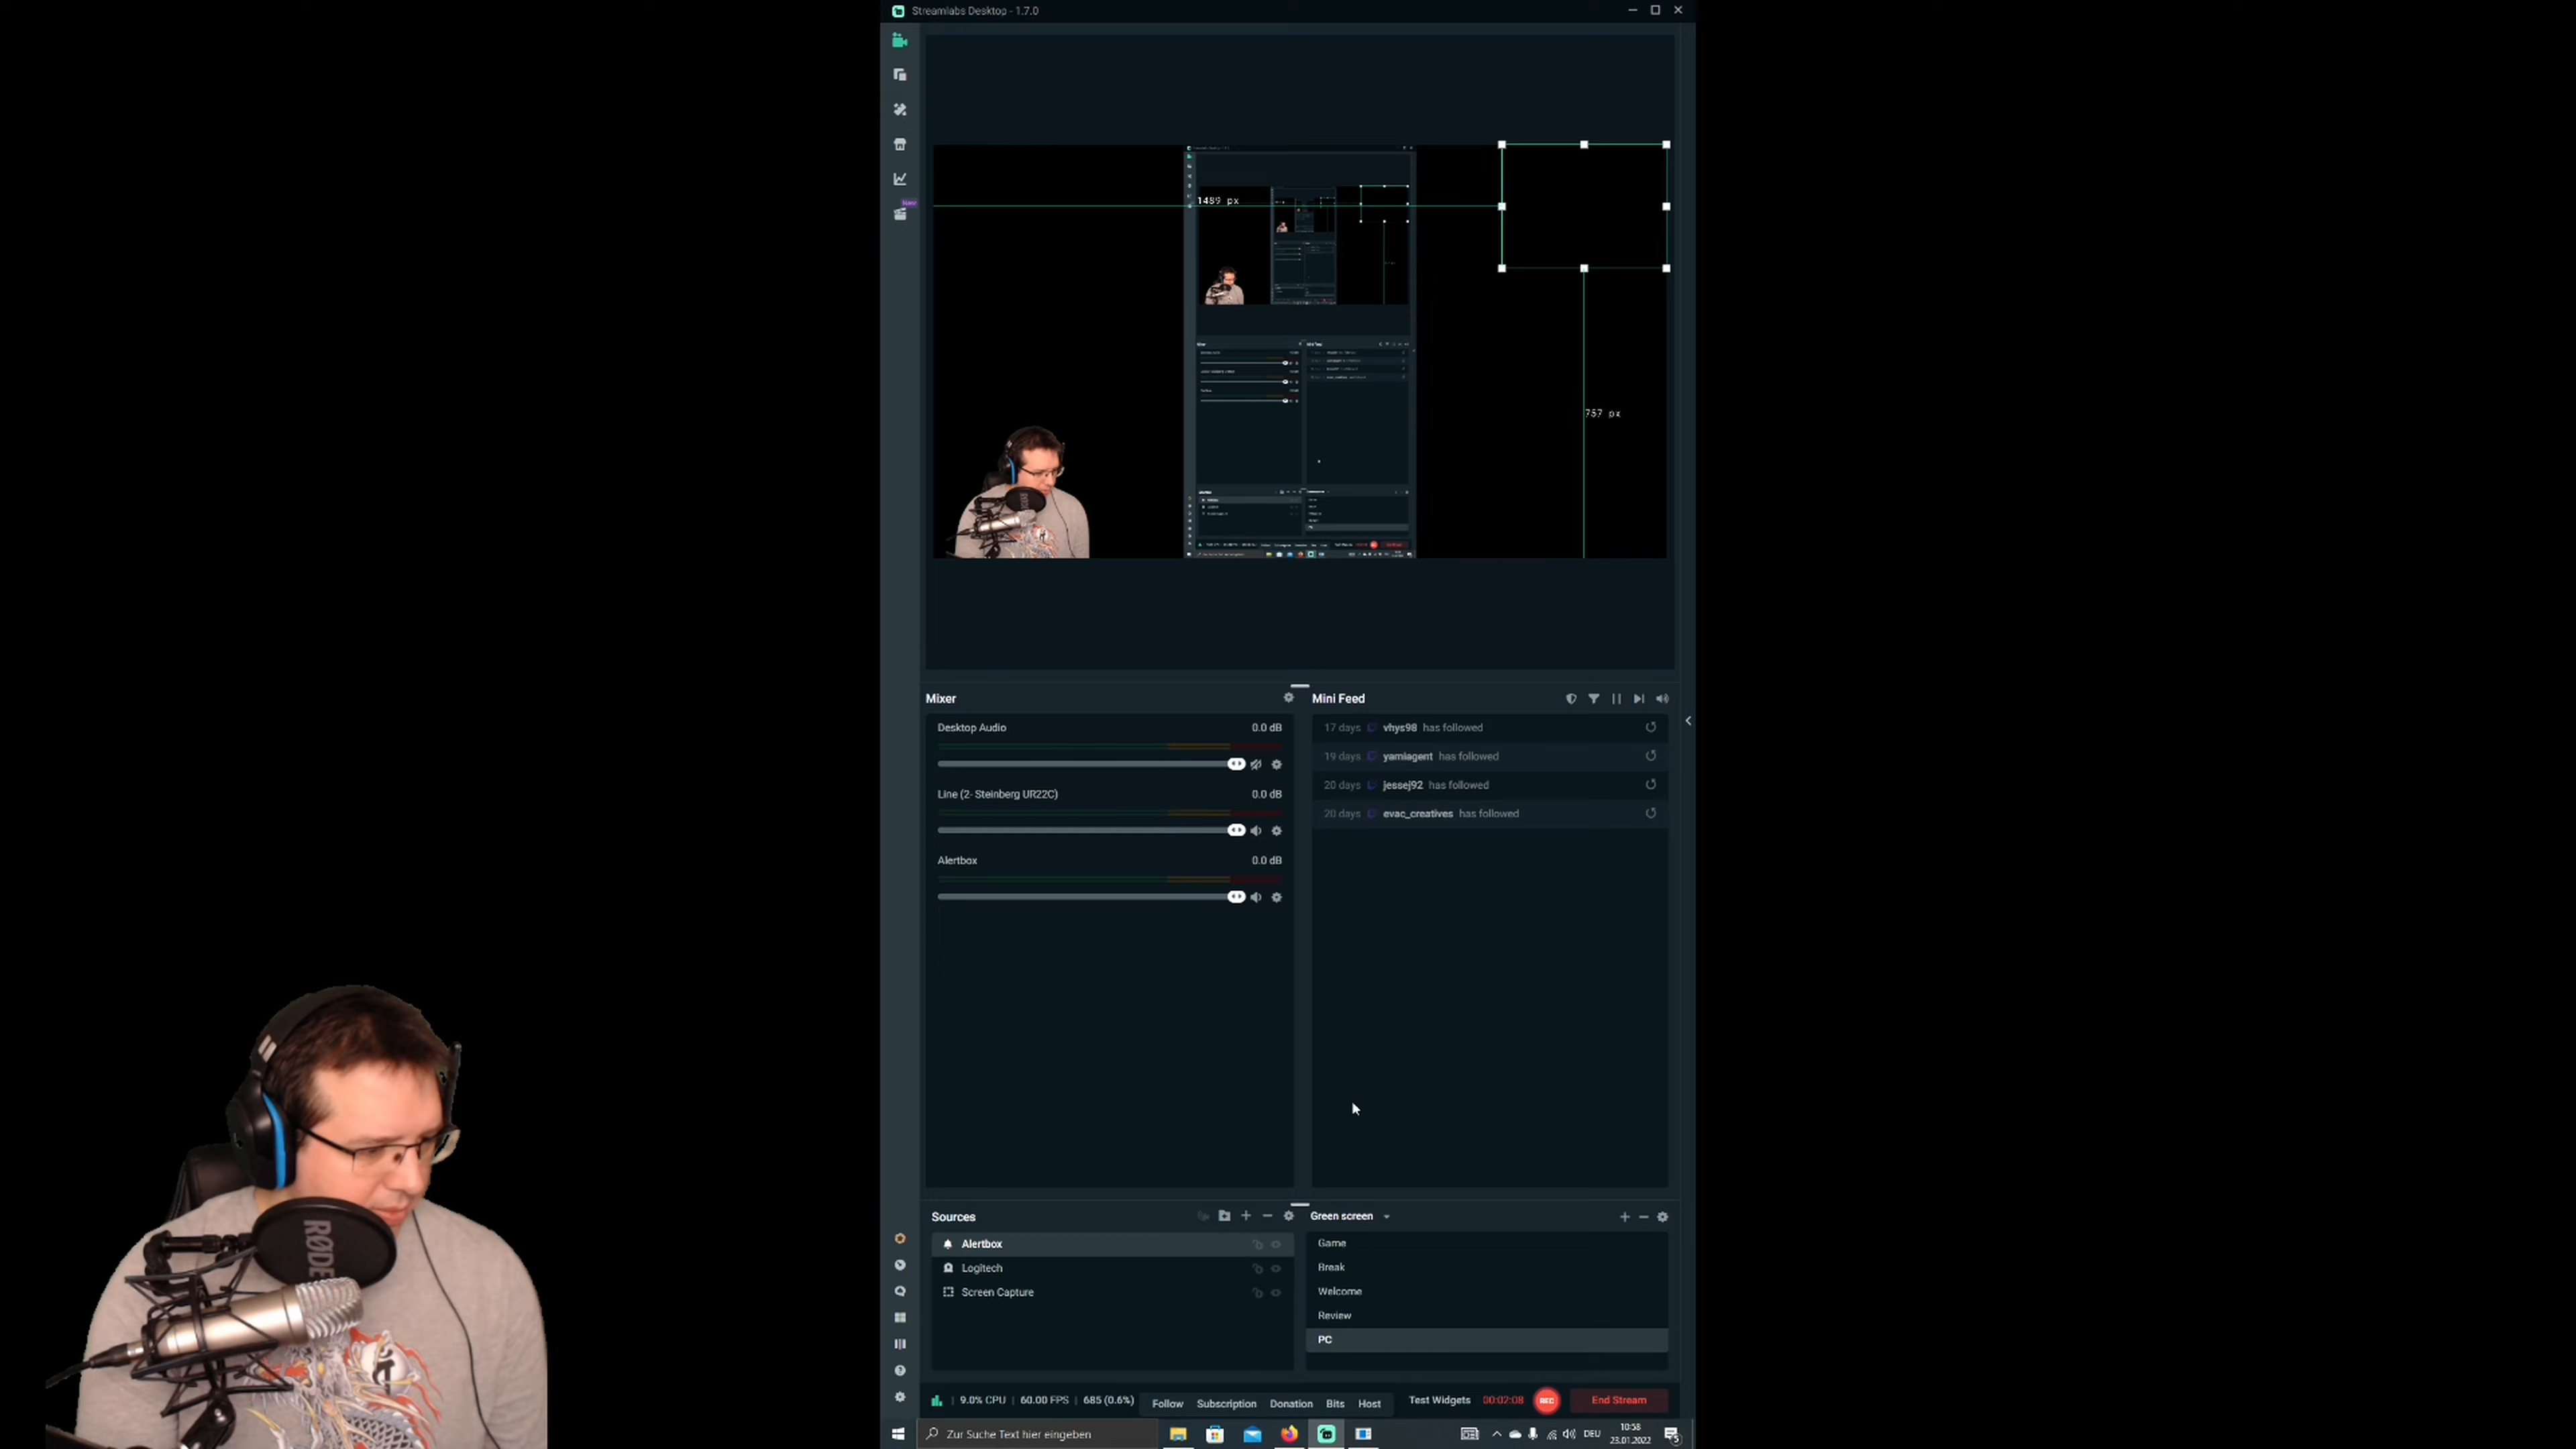 Streamlabs Desktop - 1.7.0
New
1489 px
757 px
Mixer
Desktop Audio 0.0 dB
Line (2- Steinberg UR22C) 0.0 dB
Alertbox 0.0 dB
Mini Feed
17 days vhys98 has followed
19 days yamiagent has followed
20 days jessej92 has followed
20 days evac_creatives has followed
Sources
Alertbox
Logitech
Screen Capture
Green screen
Game
Break
Welcome
Review
PC
9.0% CPU | 60.00 FPS | 685 (0.6%) Follow Subscription Donation Bits Host Test Widgets 00:02:08 REC End Stream
Zur Suche Text hier eingeben
DEU
10:58
23.01.2022
5
RØDE